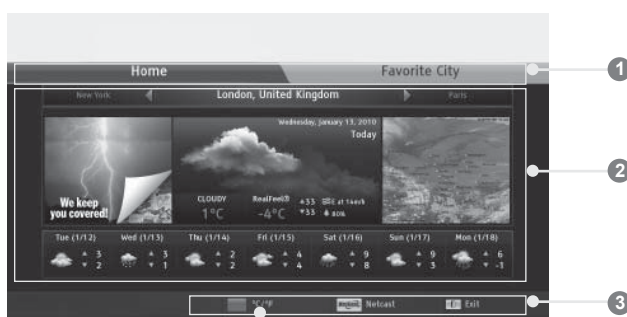 Home
Favorite City
1
New York
London, United Kingdom
Paris
2
Wednesday, January 13, 2010
Today
We keep
you covered!
CLOUDY
RealFeel®
1°C
-4°C
80%
Tue (1/12)
Wed (1/13)
Thu (1/14)
Fri (1/15)
Sat (1/16)
Sun (1/17)
Mon (1/18)
3
3
2
4
9
9
6
2
1
2
4
8
3
-1
°C/°F
Netcast
Exit
3